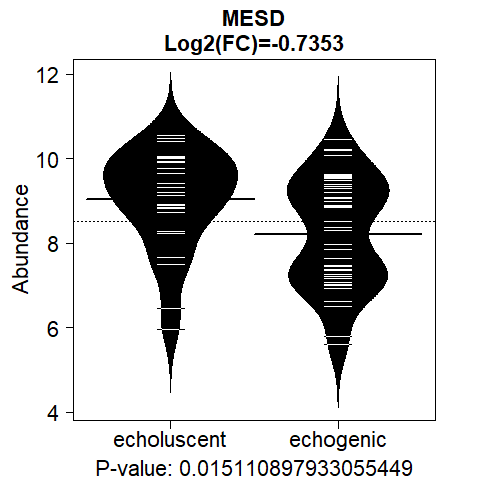 MESD
Log2(FC)=-0.7353
12
10
8
6
4
Abundance
echoluscent echogenic
P-value: 0.015110897933055449